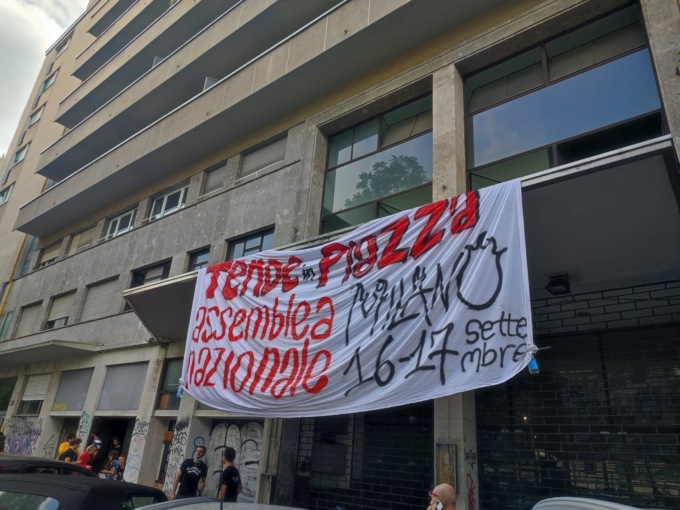 TENDE in PIAZZA
assemblea
nazionale
MILANO
16-17 sette
mbre